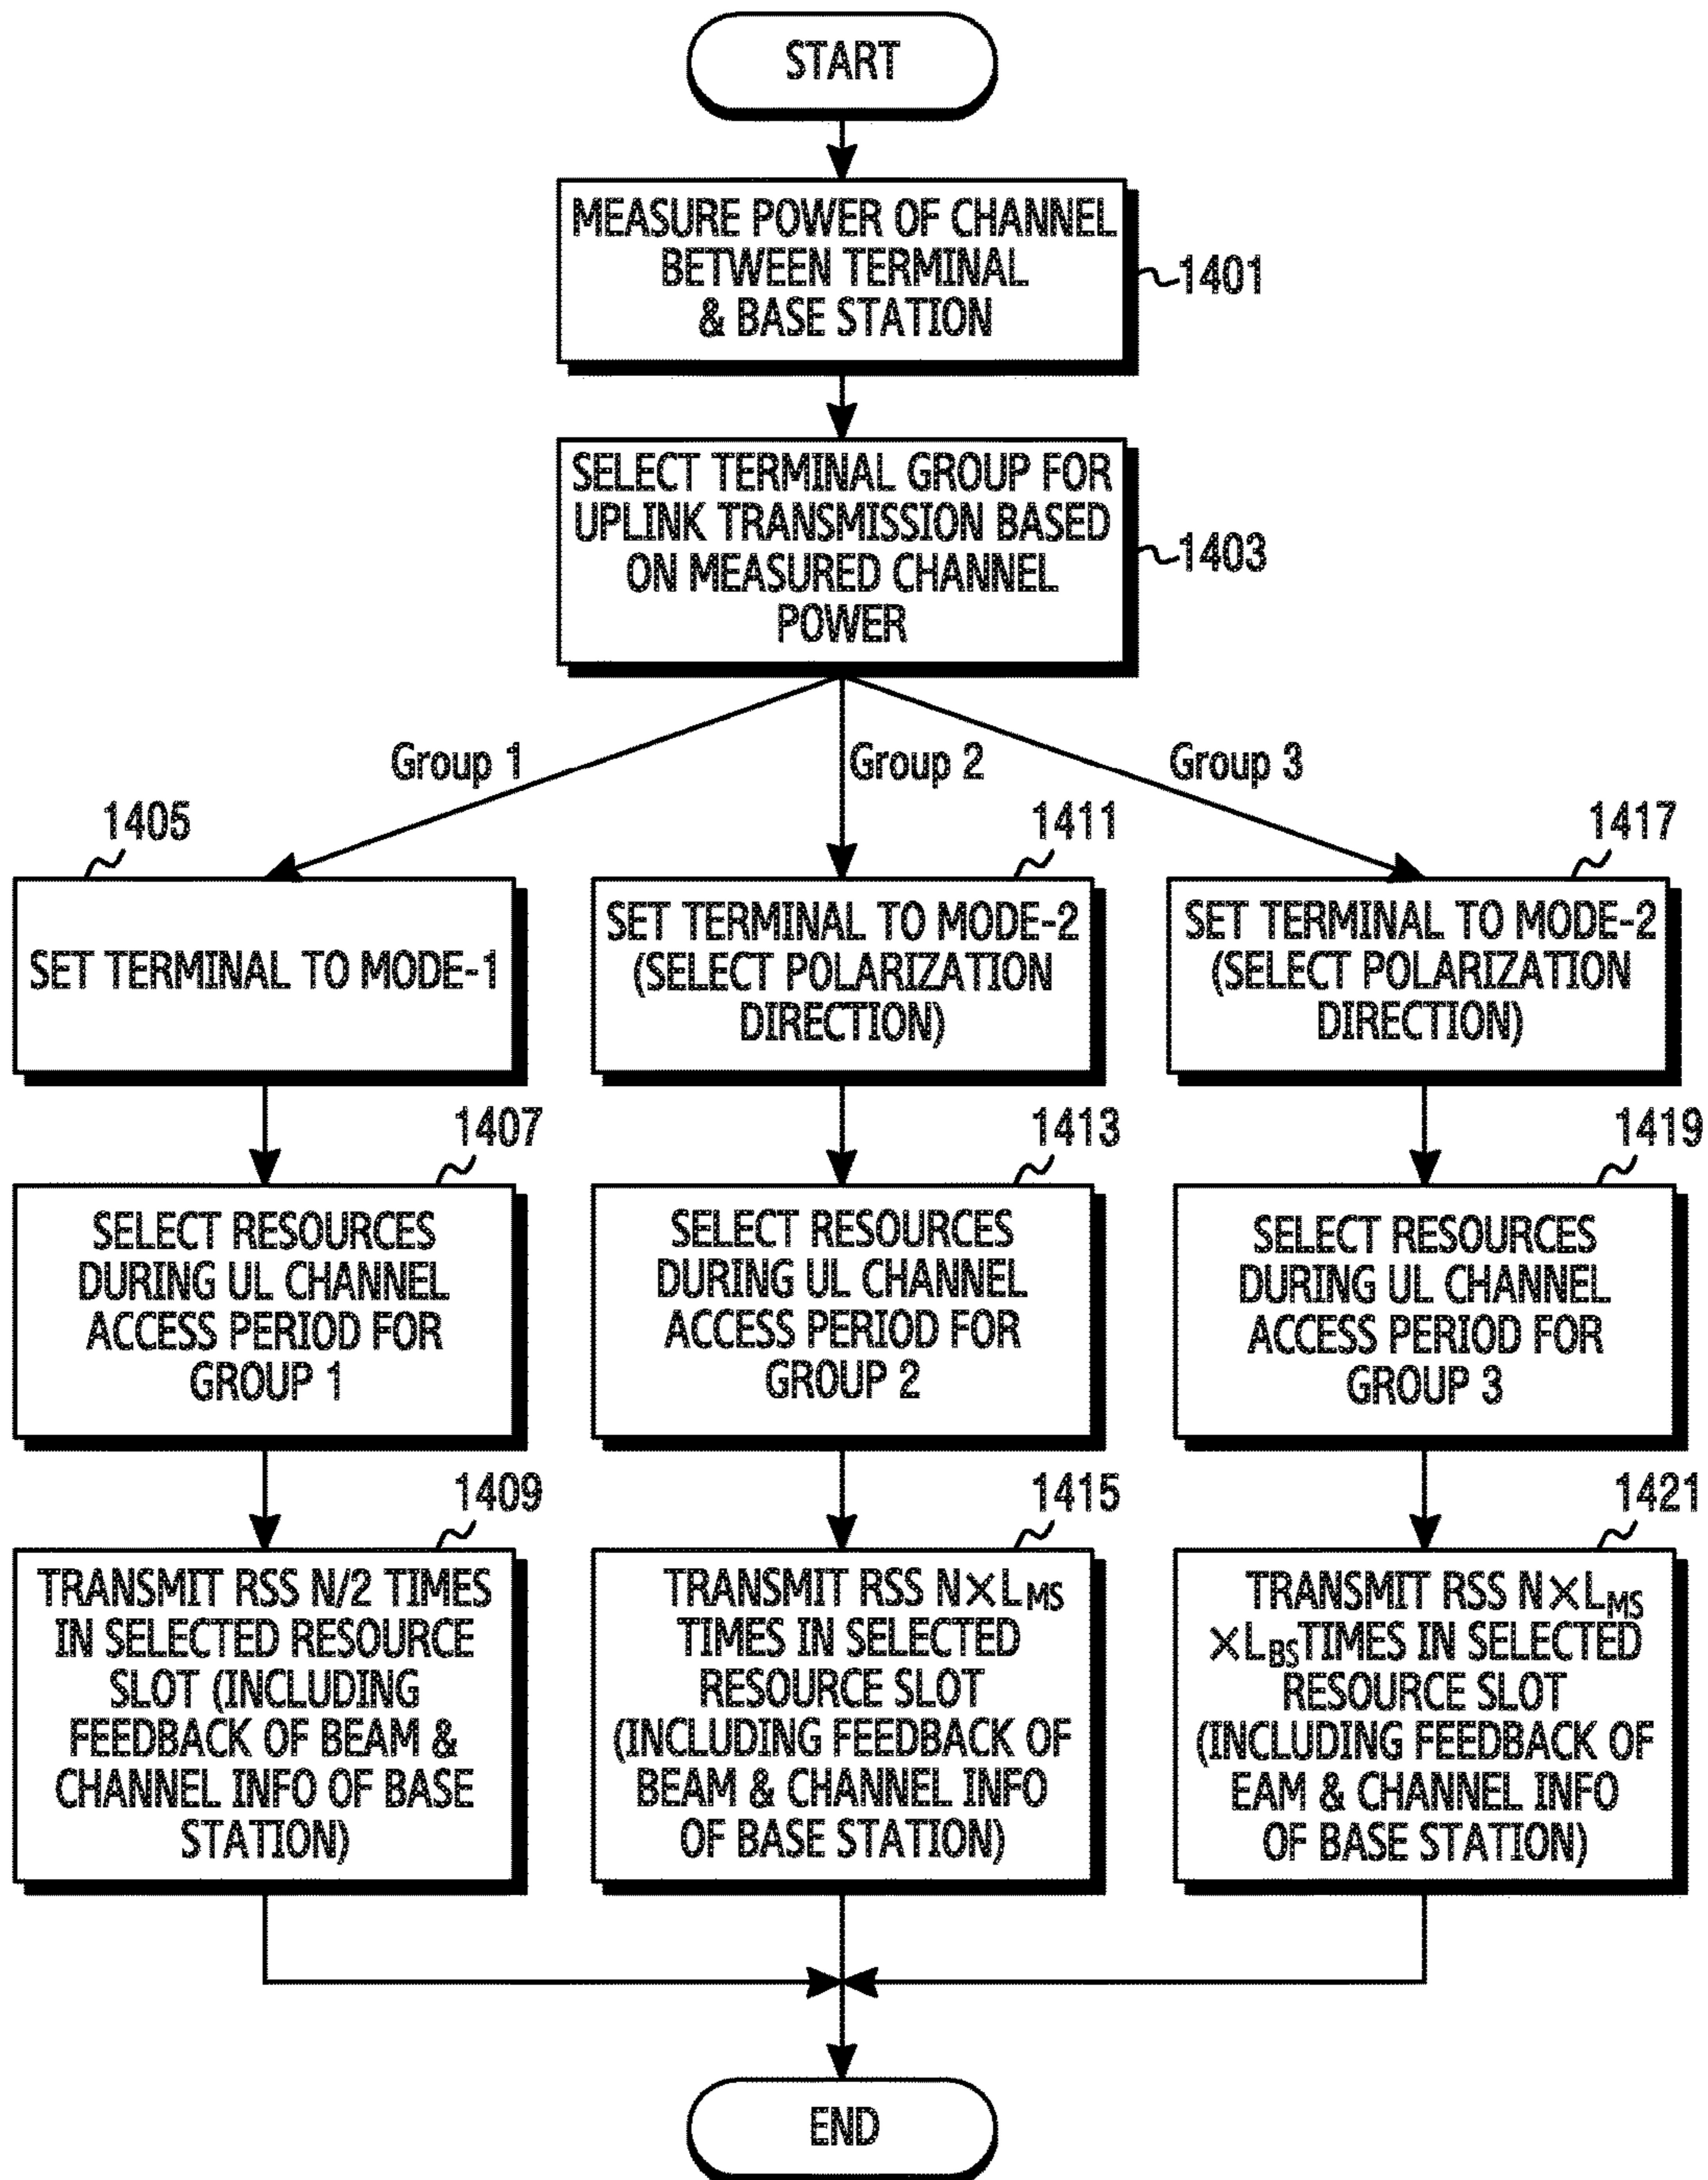 START
MEASURE POWER OF CHANNEL
BETWEEN TERMINAL
& BASE STATION
1401
SELECT TERMINAL GROUP FOR
UPLINK TRANSMISSION BASED
ON MEASURED CHANNEL
POWER
1403
Group 1
Group 2
Group 3
1405
SET TERMINAL TO MODE-1
1411
SET TERMINAL TO MODE-2
(SELECT POLARIZATION
DIRECTION)
1417
SET TERMINAL TO MODE-2
(SELECT POLARIZATION
DIRECTION)
1407
SELECT RESOURCES
DURING UL CHANNEL
ACCESS PERIOD FOR
GROUP 1
1413
SELECT RESOURCES
DURING UL CHANNEL
ACCESS PERIOD FOR
GROUP 2
1419
SELECT RESOURCES
DURING UL CHANNEL
ACCESS PERIOD FOR
GROUP 3
1409
TRANSMIT RSS N/2 TIMES
IN SELECTED RESOURCE
SLOT (INCLUDING
FEEDBACK OF BEAM &
CHANNEL INFO OF BASE
STATION)
1415
TRANSMIT RSS N×LMS
TIMES IN SELECTED
RESOURCE SLOT
(INCLUDING FEEDBACK OF
BEAM & CHANNEL INFO
OF BASE STATION)
1421
TRANSMIT RSS N×LMS
×LBS TIMES IN SELECTED
RESOURCE SLOT
(INCLUDING FEEDBACK OF
EAM & CHANNEL INFO
OF BASE STATION)
END